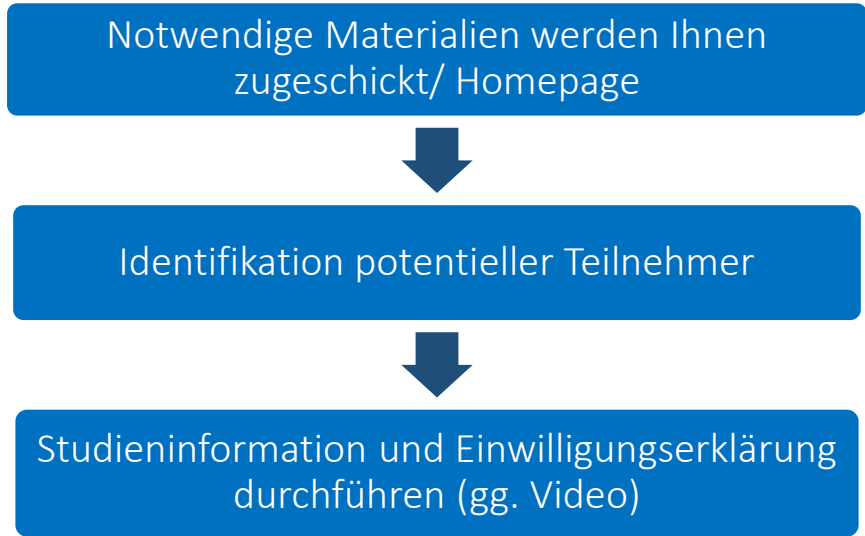 Notwendige Materialien werden Ihnen
zugeschickt/ Homepage
Identifikation potentieller Teilnehmer
Studieninformation und Einwilligungserklärung
durchführen (gg. Video)